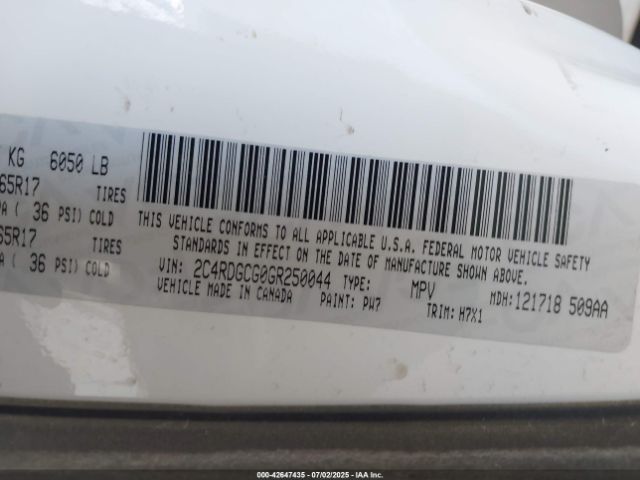 KG 6050 LB
65R17 TIRES
PA ( 36 PSI) COLD
65R17 TIRES
A ( 36 PSI) COLD
THIS VEHICLE CONFORMS TO ALL APPLICABLE U.S.A. FEDERAL MOTOR VEHICLE SAFETY
STANDARDS IN EFFECT ON THE DATE OF MANUFACTURE SHOWN ABOVE.
VIN: 2C4RDGCG0GR250044 TYPE: MPV MDH: 121718 509AA
VEHICLE MADE IN CANADA PAINT: PW7 TRIM: H7X1
000-42647435 - 07/02/2025 - IAA Inc.